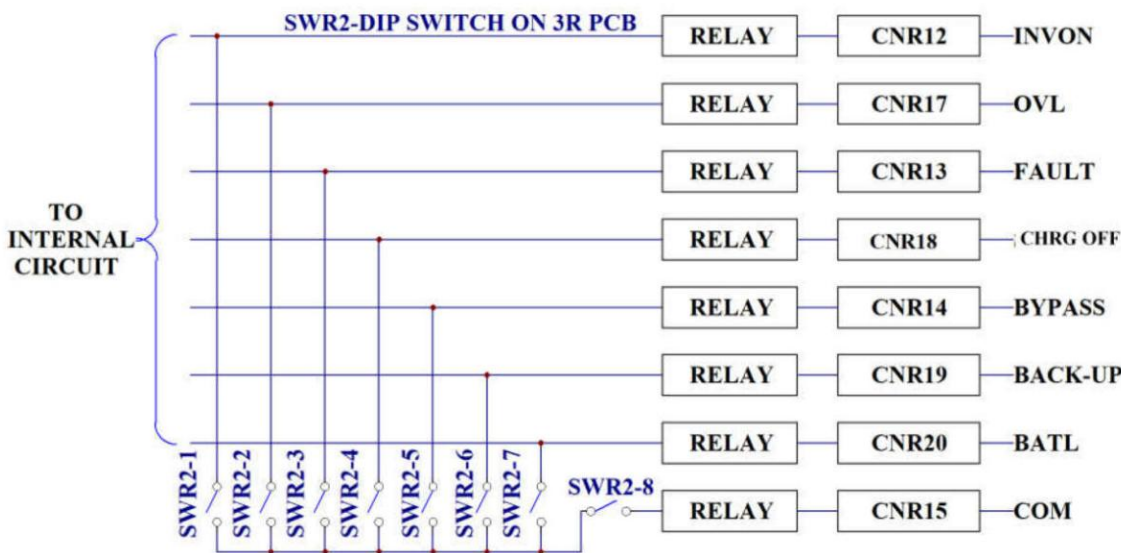 SWR2-DIP SWITCH ON 3R PCB
RELAY CNR12 INVON
RELAY CNR17 OVL
RELAY CNR13 FAULT
RELAY CNR18 CHRG OFF
RELAY CNR14 BYPASS
RELAY CNR19 BACK-UP
RELAY CNR20 BATL
RELAY CNR15 COM
TO
INTERNAL
CIRCUIT
SWR2-1
SWR2-2
SWR2-3
SWR2-4
SWR2-5
SWR2-6
SWR2-7
SWR2-8